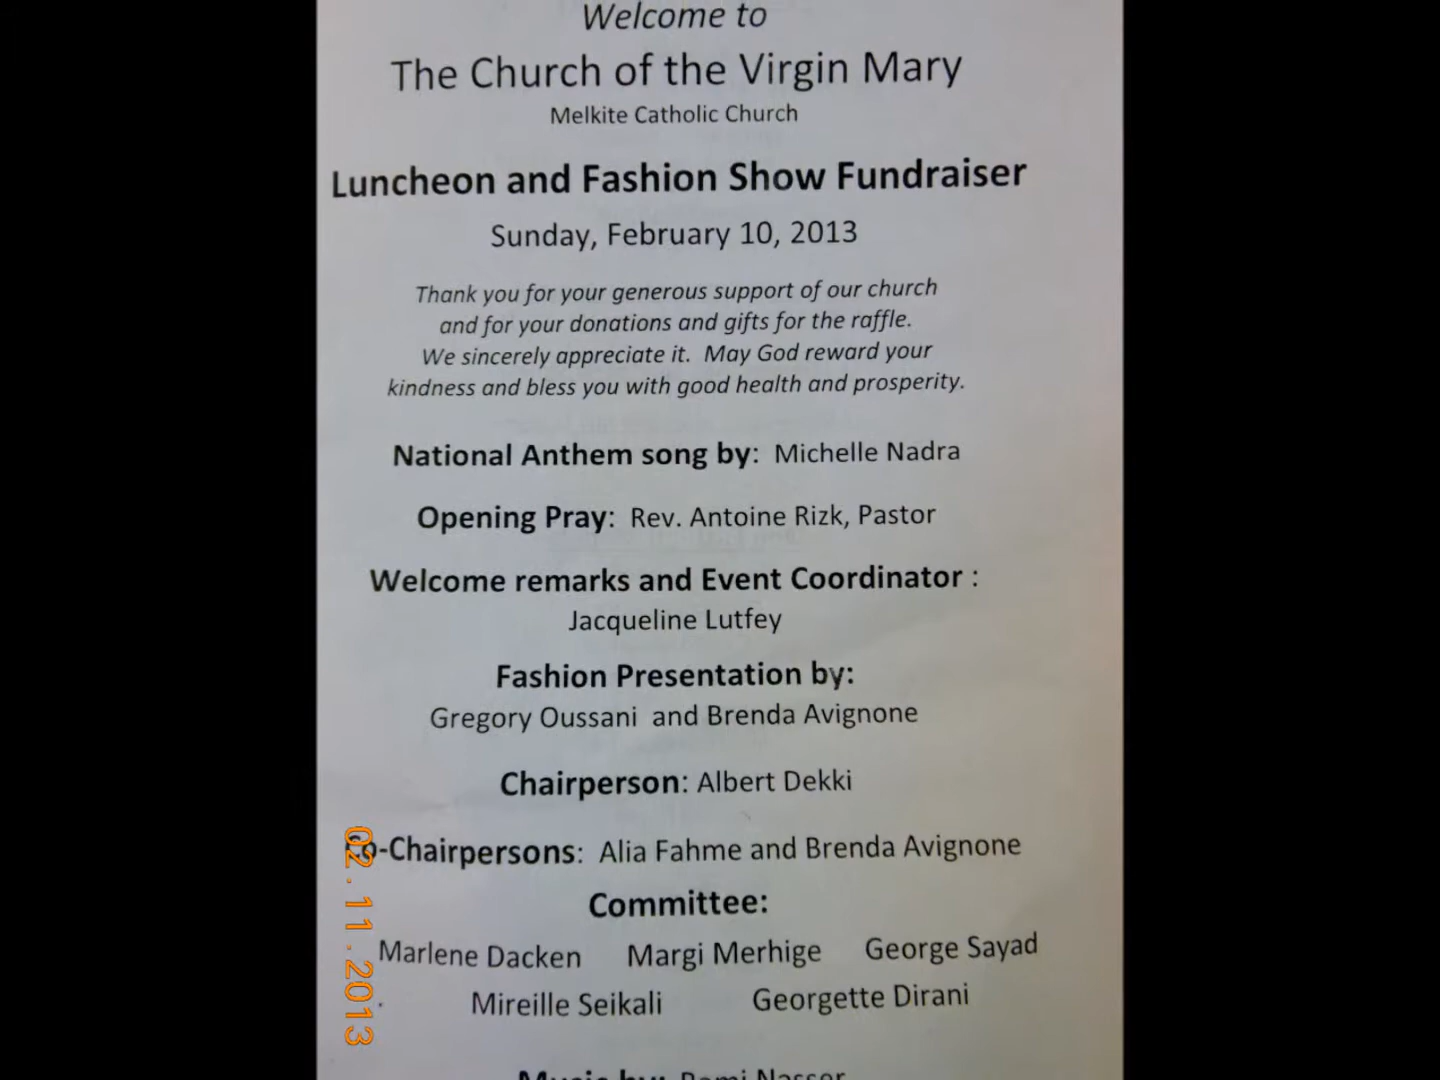 Welcome to
The Church of the Virgin Mary
Melkite Catholic Church
Luncheon and Fashion Show Fundraiser
Sunday, February 10, 2013
Thank you for your generous support of our church
and for your donations and gifts for the raffle.
We sincerely appreciate it. May God reward your
kindness and bless you with good health and prosperity.
National Anthem song by: Michelle Nadra
Opening Pray: Rev. Antoine Rizk, Pastor
Welcome remarks and Event Coordinator :
Jacqueline Lutfey
Fashion Presentation by:
Gregory Oussani and Brenda Avignone
Chairperson: Albert Dekki
Co-Chairpersons: Alia Fahme and Brenda Avignone
Committee:
Marlene Dacken Margi Merhige George Sayad
Mireille Seikali Georgette Dirani
Music by:
02.11.2013